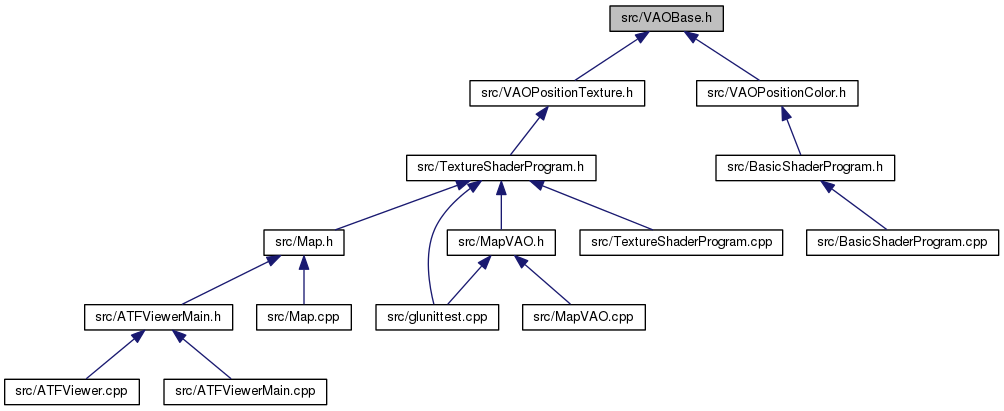 src/VAOBase.h
src/VAOPositionTexture.h
src/VAOPositionColor.h
src/TextureShaderProgram.h
src/BasicShaderProgram.h
src/Map.h
src/MapVAO.h
src/TextureShaderProgram.cpp
src/BasicShaderProgram.cpp
src/ATFViewerMain.h
src/Map.cpp
src/glunittest.cpp
src/MapVAO.cpp
src/ATFViewer.cpp
src/ATFViewerMain.cpp